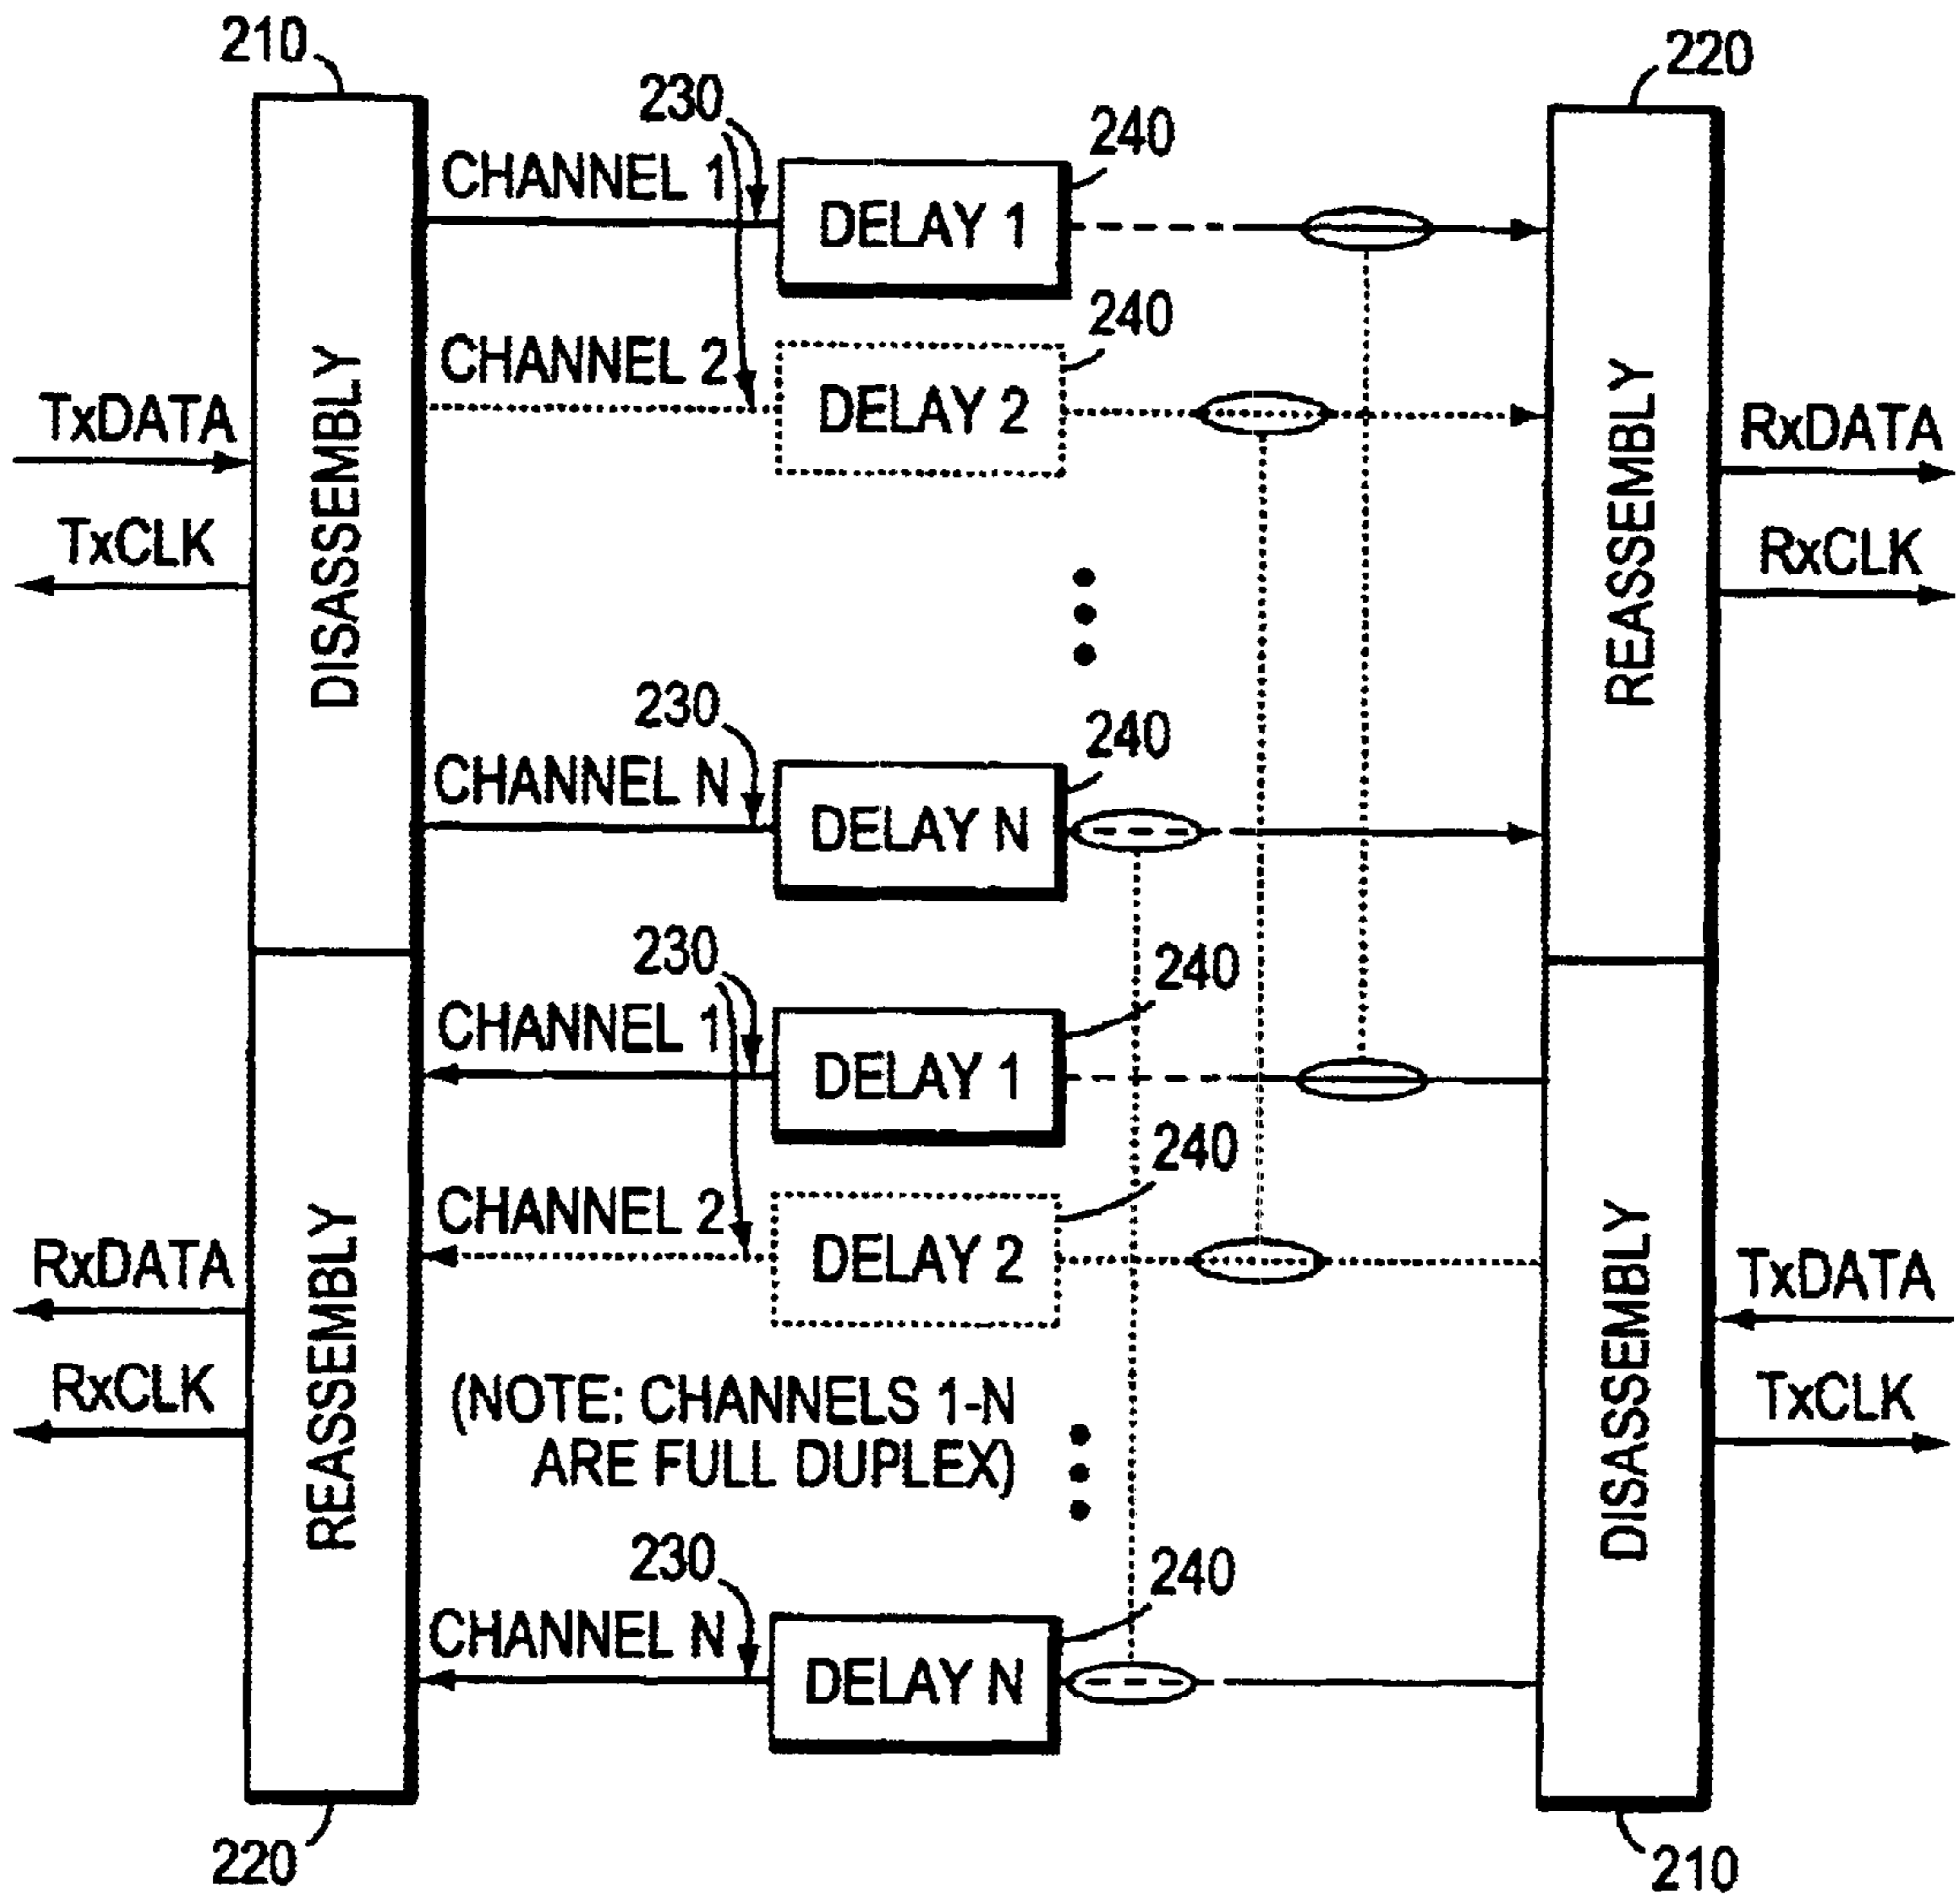 210
220
230
240
CHANNEL 1
DELAY 1
240
CHANNEL 2
DELAY 2
TxDATA
TxCLK
DISASSEMBLY
REASSEMBLY
RxDATA
RxCLK
230
240
CHANNEL N
DELAY N
230
240
CHANNEL 1
DELAY 1
240
CHANNEL 2
DELAY 2
RxDATA
RxCLK
REASSEMBLY
DISASSEMBLY
TxDATA
TxCLK
(NOTE: CHANNELS 1-N
ARE FULL DUPLEX)
230
240
CHANNEL N
DELAY N
220
210